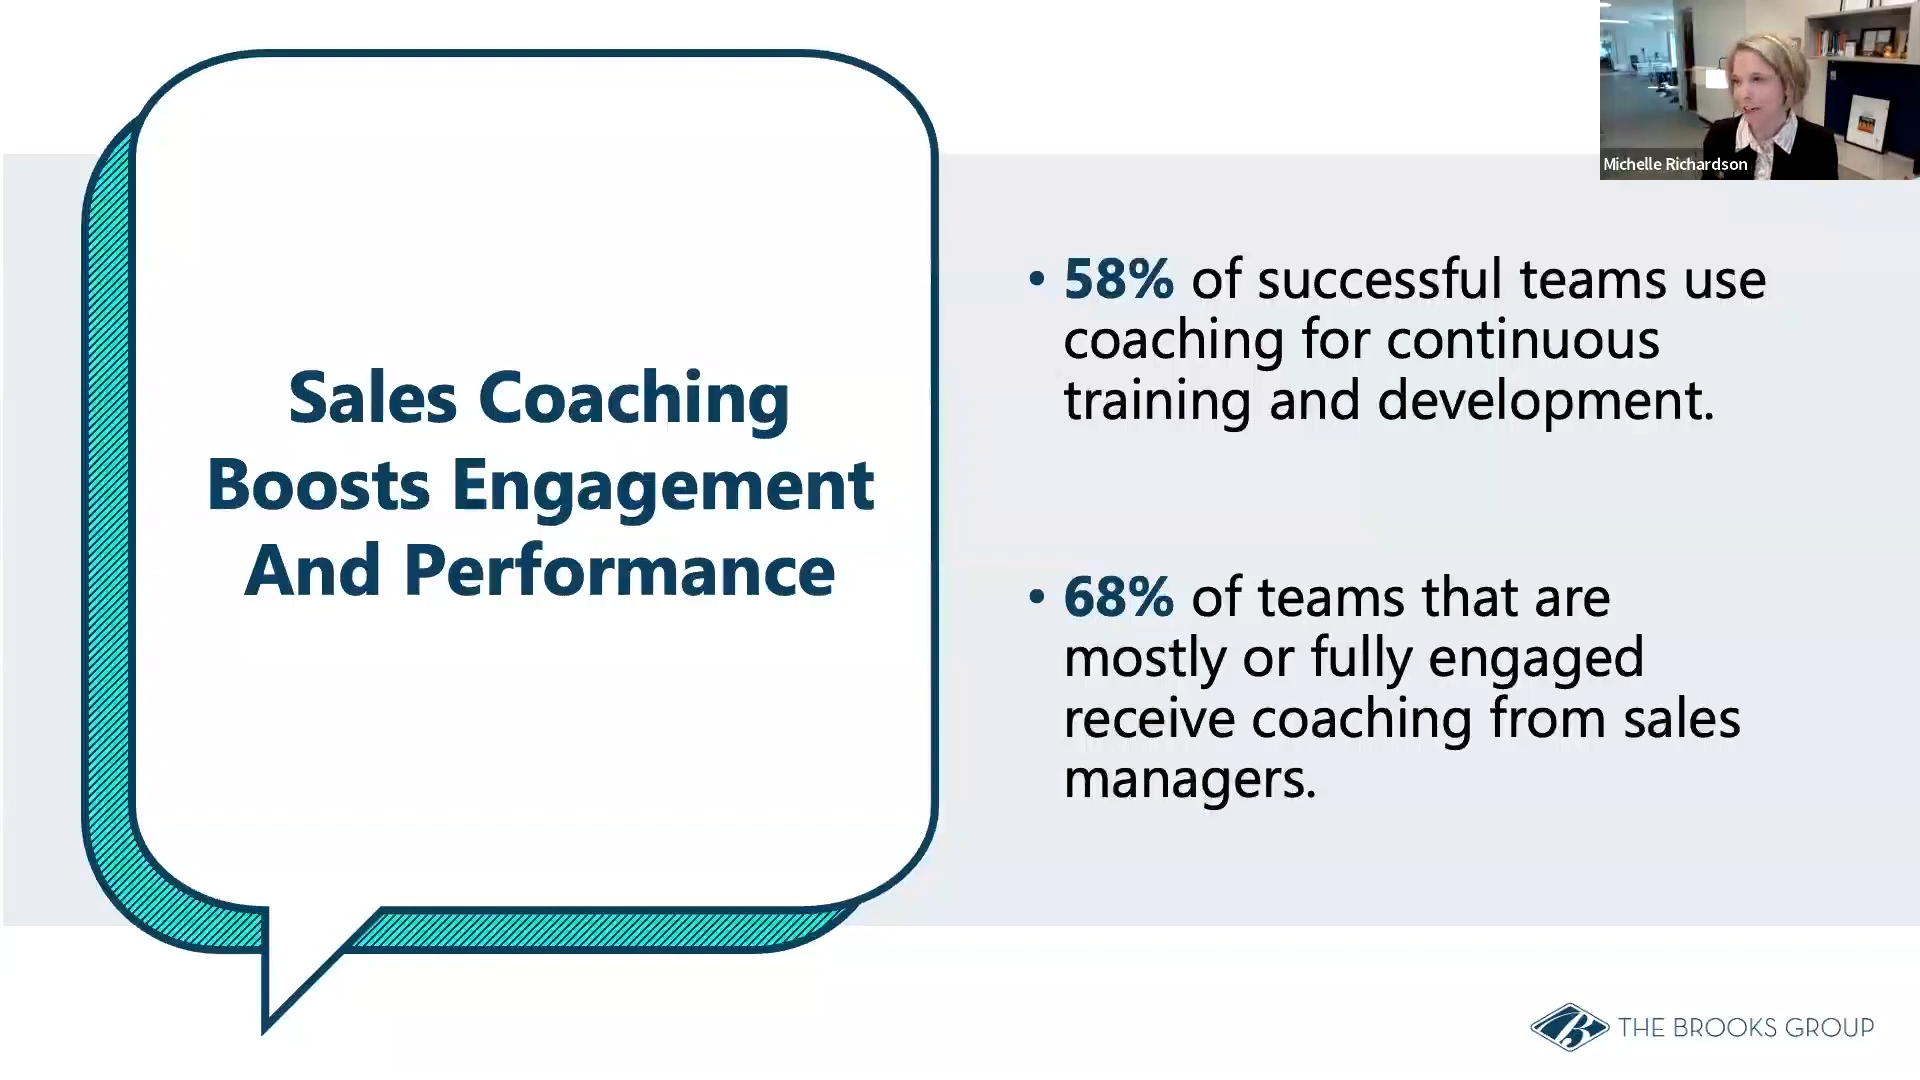 Michelle Richardson
Sales Coaching
Boosts Engagement
And Performance
• 58% of successful teams use
coaching for continuous
training and development.
• 68% of teams that are
mostly or fully engaged
receive coaching from sales
managers.
THE BROOKS GROUP